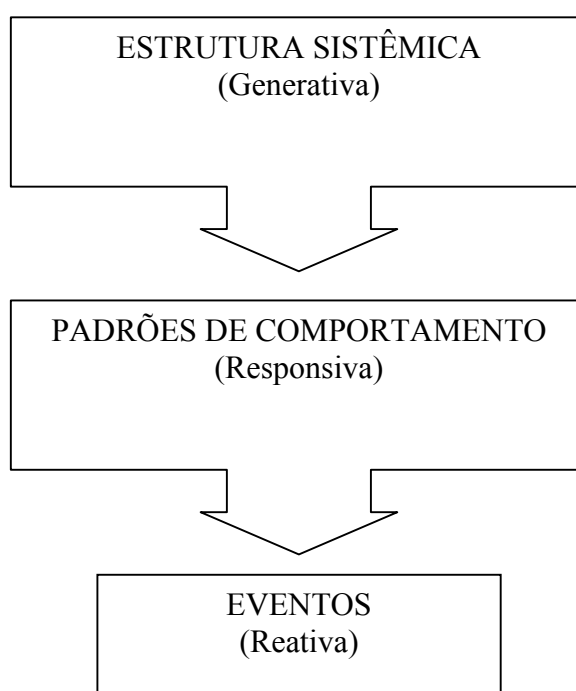 ESTRUTURA SISTÊMICA
(Generativa)
PADRÕES DE COMPORTAMENTO
(Responsiva)
EVENTOS
(Reativa)